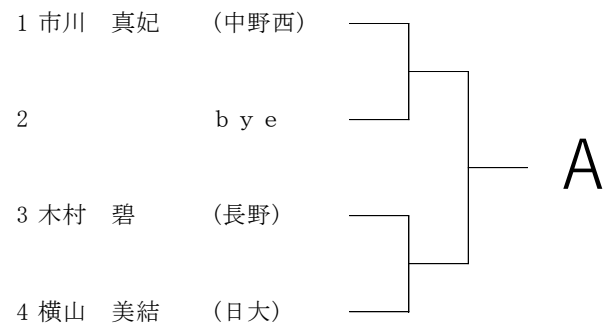 1 市川 真妃 (中野西)
2 ｂｙｅ
A
3 木村 碧 (長野)
4 横山 美結 (日大)